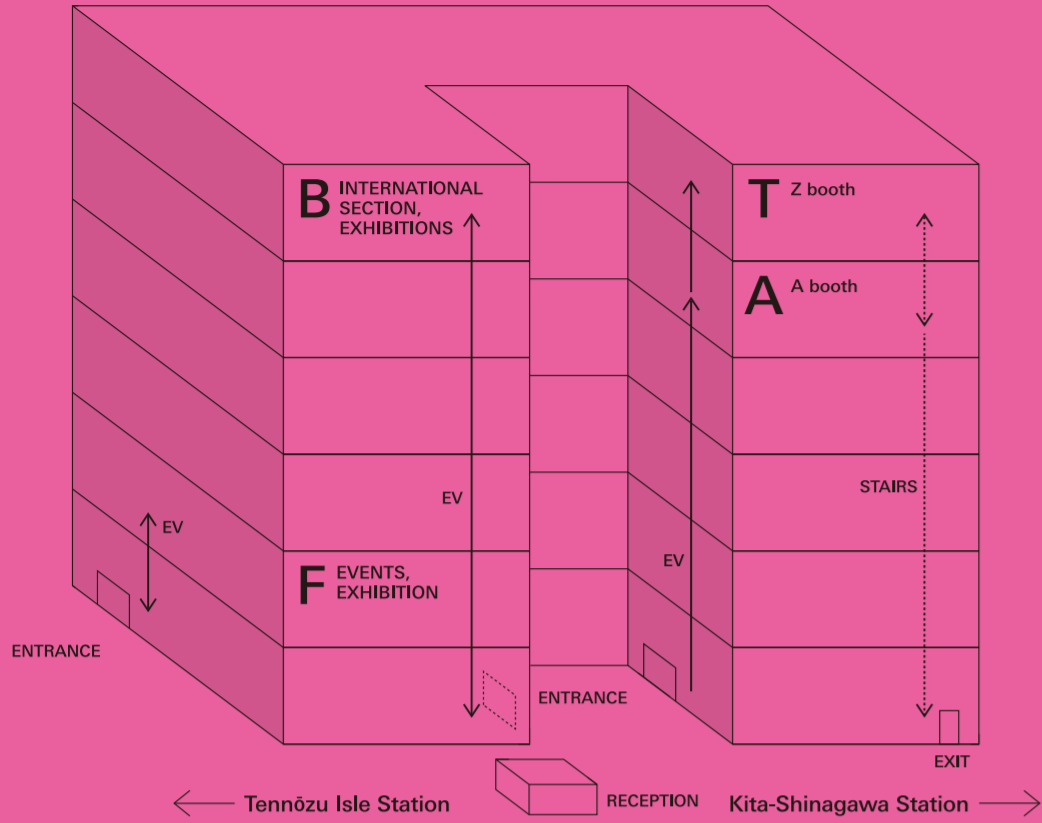 B INTERNATIONAL
SECTION,
EXHIBITIONS
T Z booth
A A booth
EV
STAIRS
EV
EV
F EVENTS,
EXHIBITION
ENTRANCE
ENTRANCE
EXIT
RECEPTION
← Tennōzu Isle Station
Kita-Shinagawa Station →